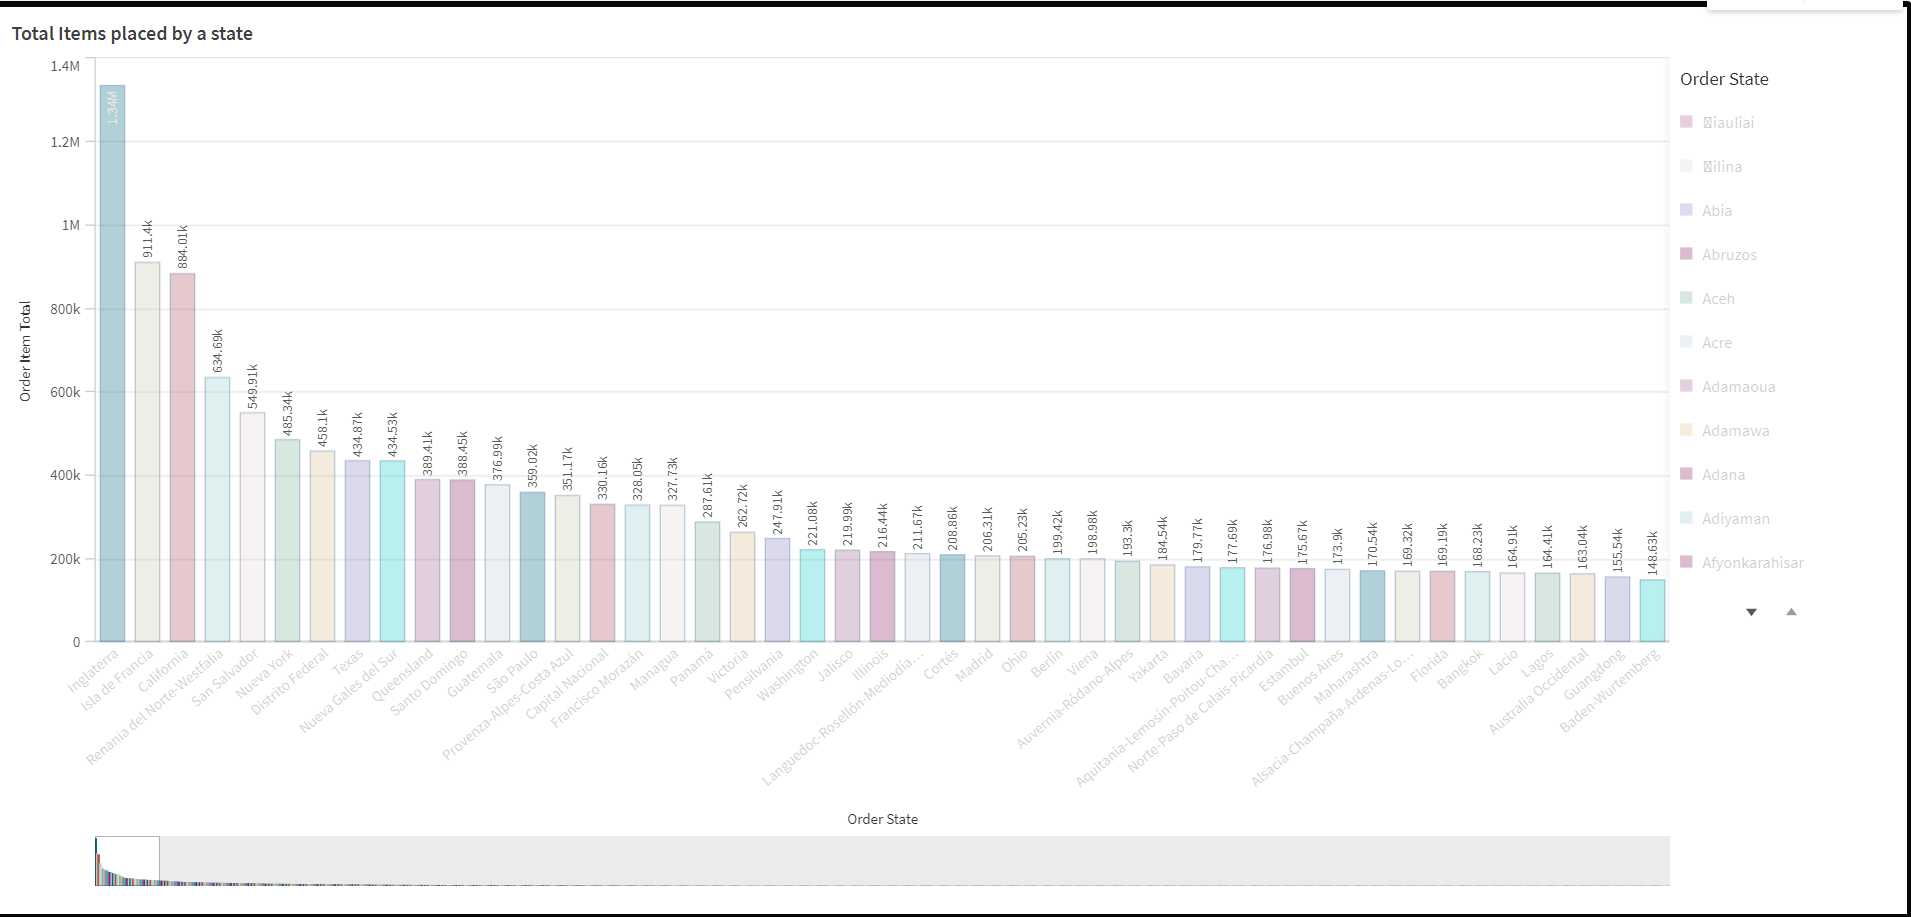 Total Items placed by a state
1.4M
1.2M
1M
800k
600k
400k
200k
0
Order Item Total
1.34M
911.4k
884.01k
634.69k
549.91k
485.34k
458.1k
434.87k
434.53k
389.41k
388.45k
376.99k
359.02k
351.17k
330.16k
328.05k
327.73k
287.61k
262.72k
247.91k
221.08k
219.99k
216.44k
211.67k
208.86k
206.31k
205.23k
199.42k
198.98k
193.3k
184.54k
179.77k
177.69k
176.98k
175.67k
173.9k
170.54k
169.32k
169.19k
168.23k
164.91k
164.41k
163.04k
155.54k
148.63k
Inglaterra
Isla de Francia
California
Renania del Norte-Westfalia
San Salvador
Nueva York
Distrito Federal
Texas
Nueva Gales del Sur
Queensland
Santo Domingo
Guatemala
São Paulo
Provenza-Alpes-Costa Azul
Capital Nacional
Francisco Morazán
Managua
Panamá
Victoria
Pensilvania
Washington
Jalisco
Illinois
Languedoc-Rosellón-Mediodía…
Cortés
Madrid
Ohio
Berlín
Viena
Auvernia-Ródano-Alpes
Yakarta
Bavaria
Aquitania-Lemosín-Poitou-Cha…
Norte-Paso de Calais-Picardía
Estambul
Buenos Aires
Maharashtra
Alsacia-Champaña-Ardenas-Lo…
Florida
Bangkok
Lacio
Lagos
Australia Occidental
Guangdong
Baden-Wurtemberg
Order State
Order State
iauliai
ilina
Abia
Abruzos
Aceh
Acre
Adamaoua
Adamawa
Adana
Adiyaman
Afyonkarahisar